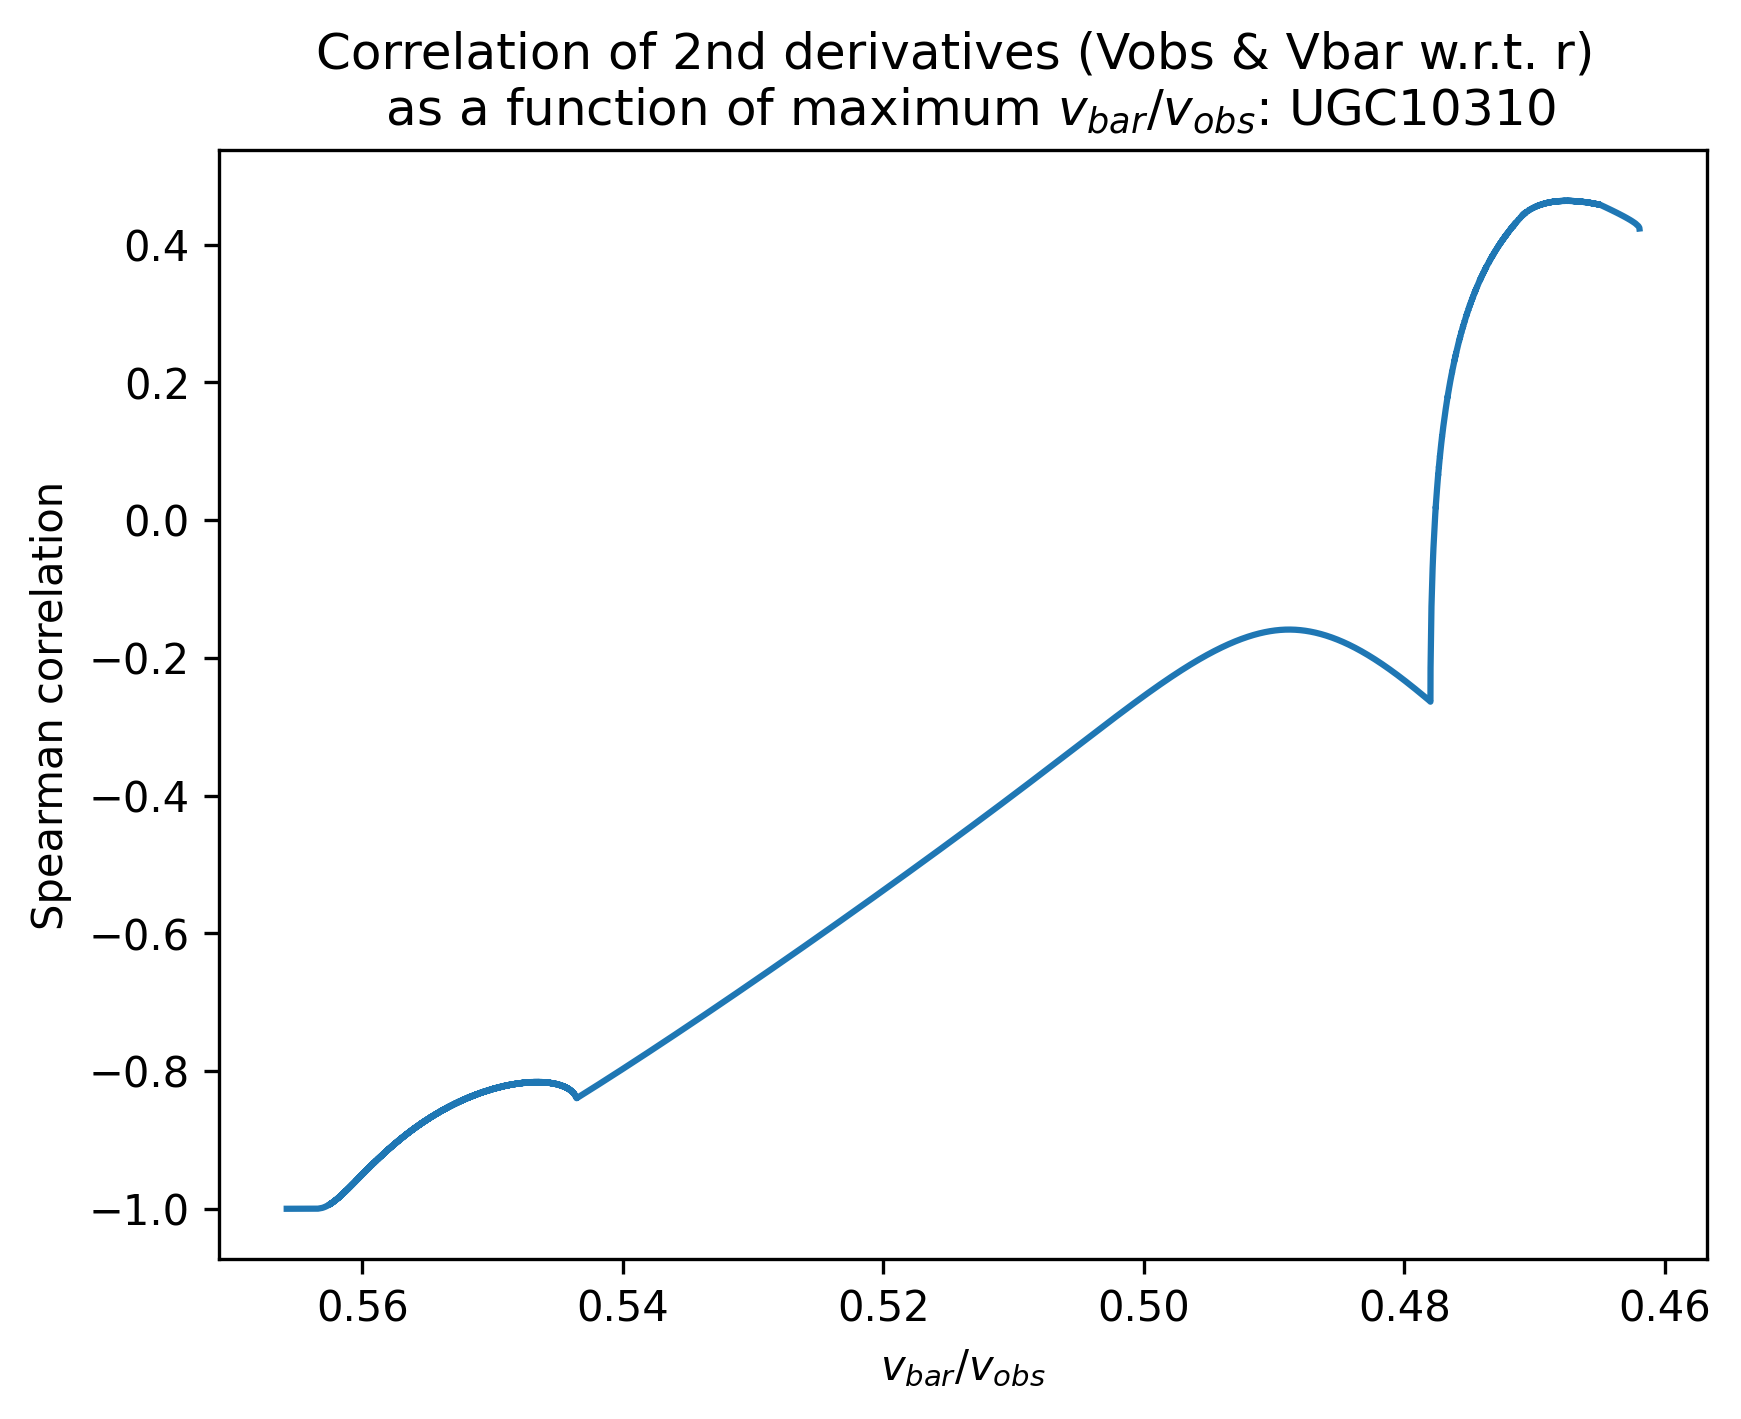 Correlation of 2nd derivatives (Vobs & Vbar w.r.t. r)
as a function of maximum v_bar/v_obs: UGC10310
Spearman correlation
0.4
0.2
0.0
−0.2
−0.4
−0.6
−0.8
−1.0
0.56 0.54 0.52 0.50 0.48 0.46
v_bar/v_obs